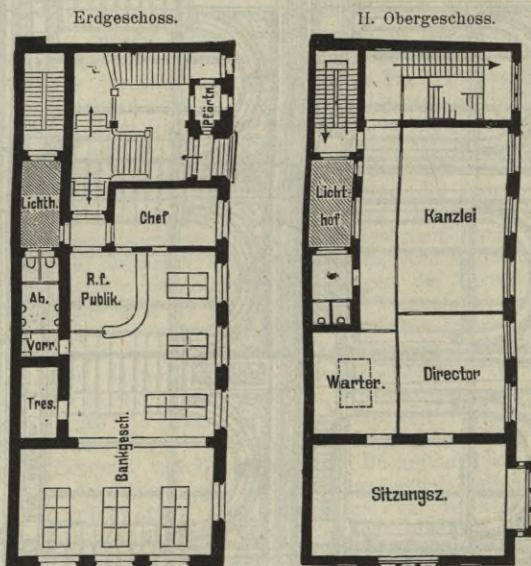 Erdgeschoss.
Pförtn.
Lichth.
Chef
R. f.
Publik.
Ab.
Vorr.
Tres.
Bankgesch.
II. Obergeschoss.
Licht-
hof
Kanzlei
Warter.
Director
Sitzungsz.